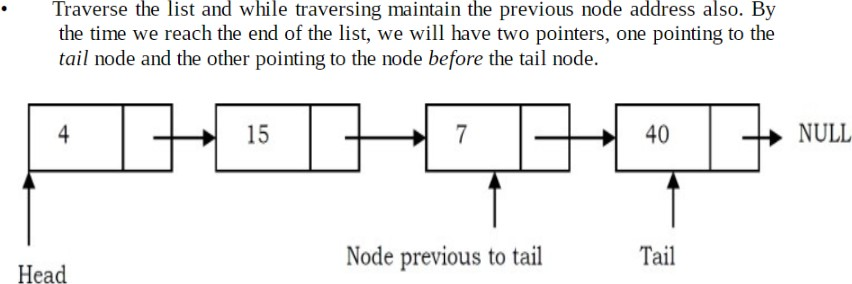 • Traverse the list and while traversing maintain the previous node address also. By
the time we reach the end of the list, we will have two pointers, one pointing to the
tail node and the other pointing to the node before the tail node.
4 15 7 40 NULL
Node previous to tail Tail
Head